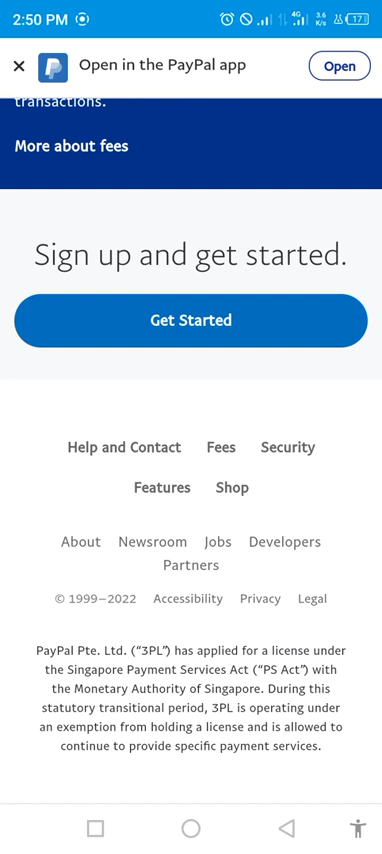 2:50 PM 4G 3.6 K/s 17
Open in the PayPal app Open
transactions.
More about fees
Sign up and get started.
Get Started
Help and Contact Fees Security
Features Shop
About Newsroom Jobs Developers
Partners
© 1999–2022 Accessibility Privacy Legal
PayPal Pte. Ltd. (“3PL”) has applied for a license under
the Singapore Payment Services Act (“PS Act”) with
the Monetary Authority of Singapore. During this
statutory transitional period, 3PL is operating under
an exemption from holding a license and is allowed to
continue to provide specific payment services.